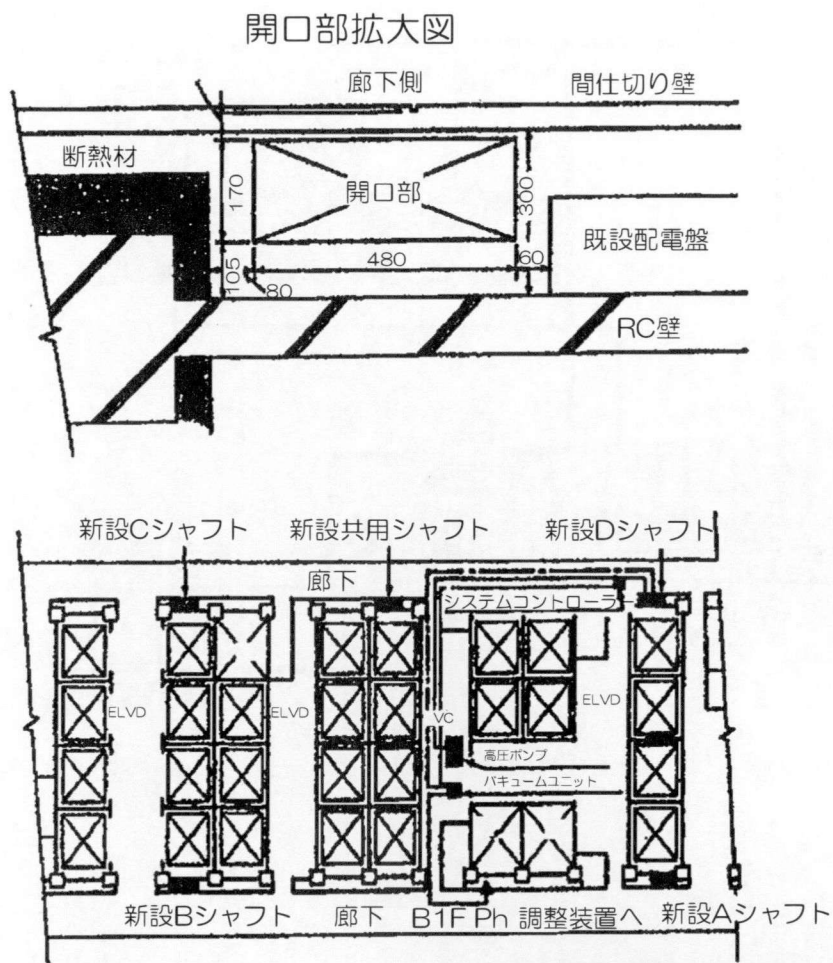 開口部拡大図
廊下側
間仕切り壁
断熱材
170
開口部
300
既設配電盤
105
80
480
60
RC壁
新設Cシャフト
新設共用シャフト
新設Dシャフト
廊下
システムコントローラ
ELVD
ELVD
VC
ELVD
高圧ポンプ
バキュームユニット
新設Bシャフト
廊下
B1F Ph 調整装置へ
新設Aシャフト